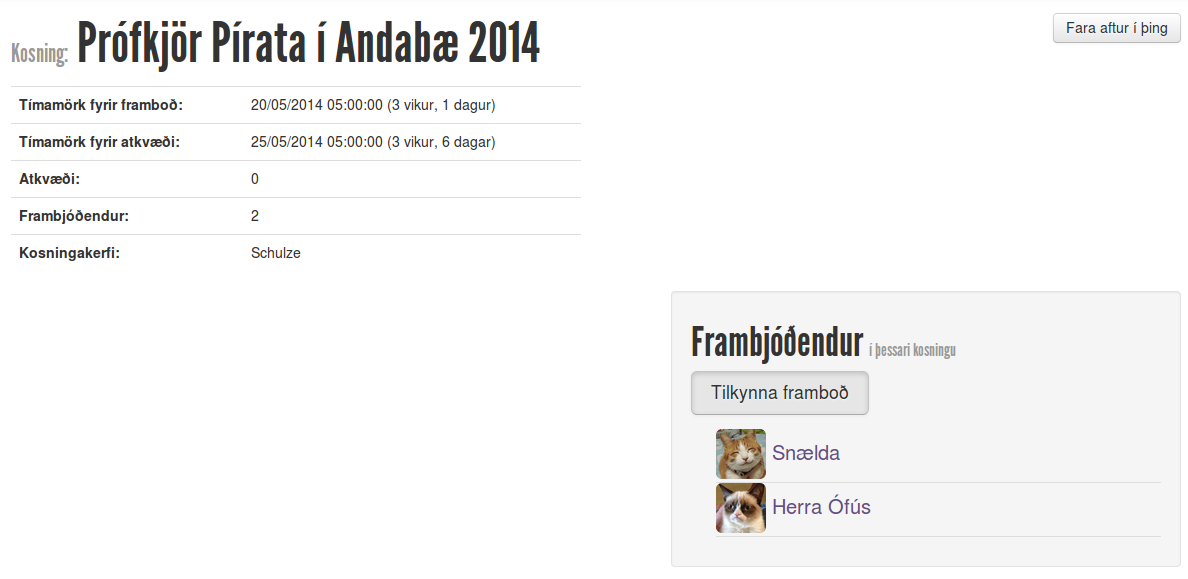 Kosning: Prófkjör Pírata í Andabæ 2014
Fara aftur í þing
Tímamörk fyrir framboð: 20/05/2014 05:00:00 (3 vikur, 1 dagur)
Tímamörk fyrir atkvæði: 25/05/2014 05:00:00 (3 vikur, 6 dagar)
Atkvæði: 0
Frambjóðendur: 2
Kosningakerfi: Schulze
Frambjóðendur í þessari kosningu
Tilkynna framboð
Snælda
Herra Ófús